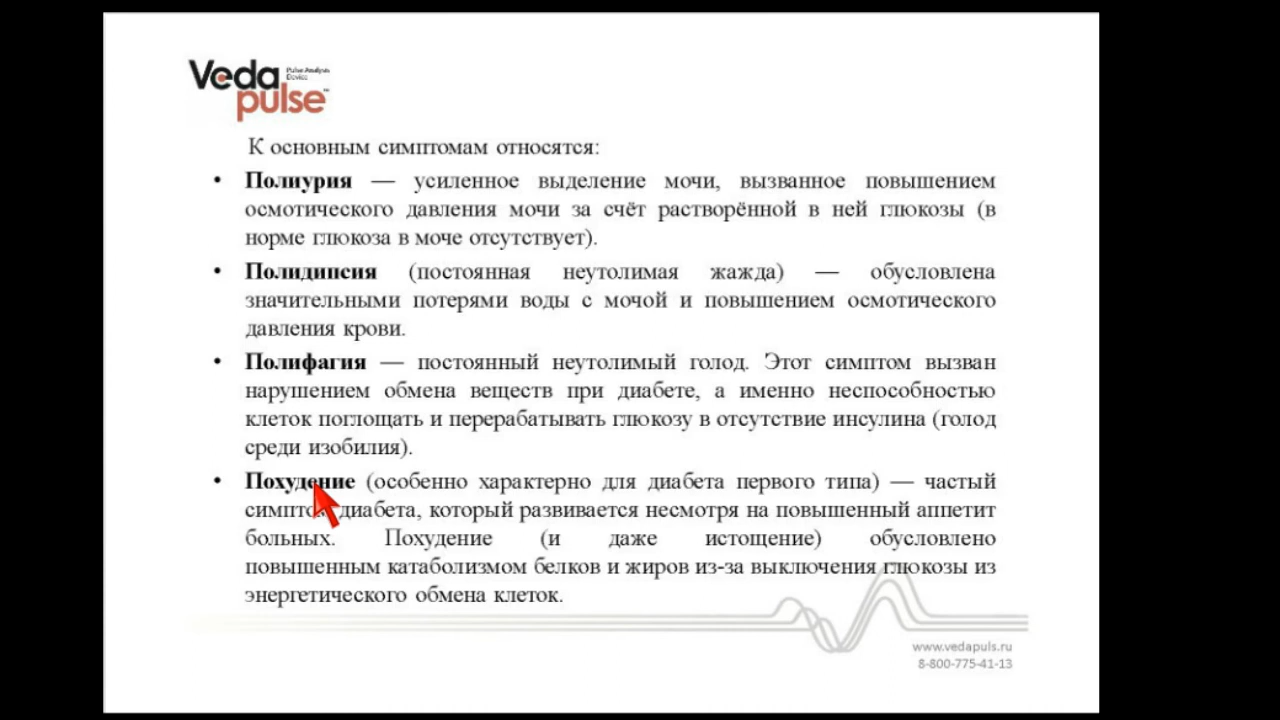 Veda
Pulse Analysis
Device
pulse™
К основным симптомам относятся:
• Полиурия — усиленное выделение мочи, вызванное повышением
осмотического давления мочи за счёт растворённой в ней глюкозы (в
норме глюкоза в моче отсутствует).
• Полидипсия (постоянная неутолимая жажда) — обусловлена
значительными потерями воды с мочой и повышением осмотического
давления крови.
• Полифагия — постоянный неутолимый голод. Этот симптом вызван
нарушением обмена веществ при диабете, а именно неспособностью
клеток поглощать и перерабатывать глюкозу в отсутствие инсулина (голод
среди изобилия).
• Похудение (особенно характерно для диабета первого типа) — частый
симптом диабета, который развивается несмотря на повышенный аппетит
больных. Похудение (и даже истощение) обусловлено
повышенным катаболизмом белков и жиров из-за выключения глюкозы из
энергетического обмена клеток.
www.vedapuls.ru
8-800-775-41-13